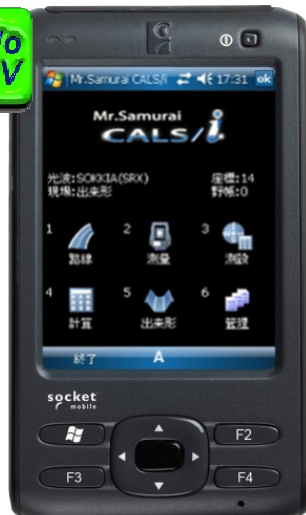 Mr.Samurai CALS/i 17:31 ok
Mr.Samurai
CALS/i
光波:SOKKIA(SRX) 座標:14
現場:出来形 野帳:0
1 路線 2 測量 3 測設
4 計算 5 出来形 6 管理
終了 A
socket
mobile
F2
F3 F4